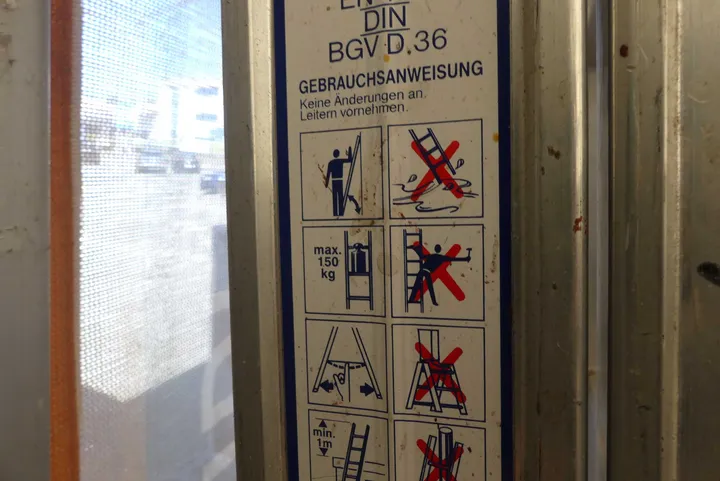 DIN
BGV D.36
GEBRAUCHSANWEISUNG
Keine Änderungen an
Leitern vornehmen.
max.
150
kg
min.
1m